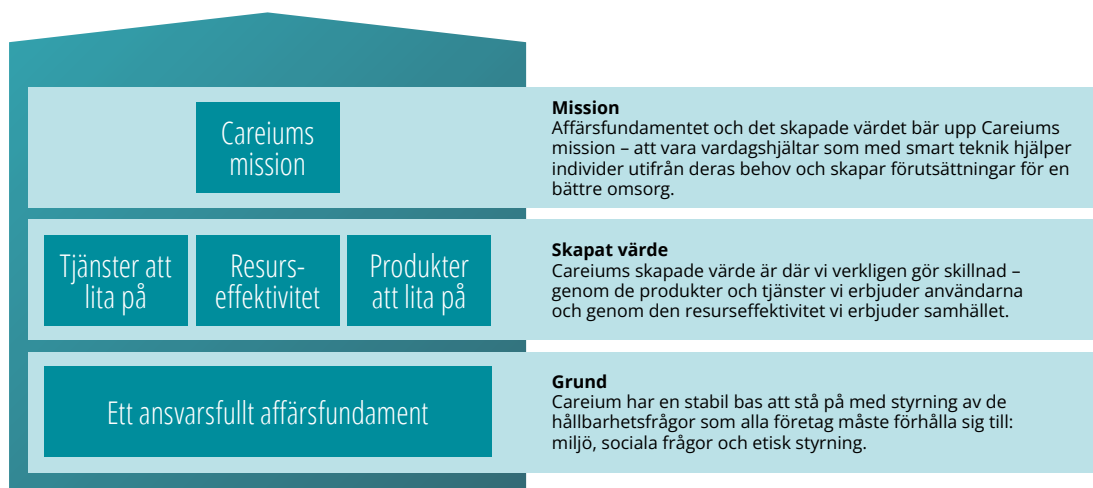 Careiums
mission
Mission
Affärsfundamentet och det skapade värdet bär upp Careiums
mission – att vara vardagshjältar som med smart teknik hjälper
individer utifrån deras behov och skapar förutsättningar för en
bättre omsorg.
Tjänster att
lita på
Resurs-
effektivitet
Produkter
att lita på
Skapat värde
Careiums skapade värde är där vi verkligen gör skillnad –
genom de produkter och tjänster vi erbjuder användarna
och genom den resurseffektivitet vi erbjuder samhället.
Ett ansvarsfullt affärsfundament
Grund
Careium har en stabil bas att stå på med styrning av de
hållbarhetsfrågor som alla företag måste förhålla sig till:
miljö, sociala frågor och etisk styrning.